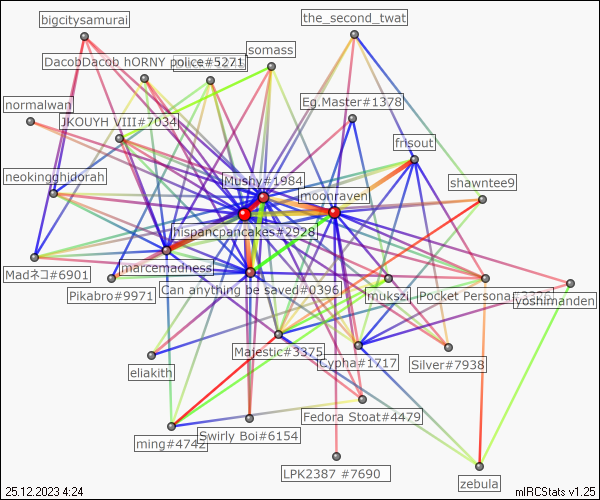 bigcitysamurai
the_second_twat
somass
DacobDacob hORNY police#5271
normalwan
Eg.Master#1378
JKOUYH VIII#7034
frisout
neokingghidorah
Mushy#1984
shawntee9
moonraven
hispancpancakes#2928
Madネコ#6901
marcemadness
Pikabro#9971
Can anything be saved#0396
mukszi
Pocket Persona
yoshimanden
Majestic#3375
Cypha#1717
Silver#7938
eliakith
Fedora Stoat#4479
ming#4742
Swirly Boi#6154
LPK2387 #7690
zebula
25.12.2023 4:24
mIRCStats v1.25